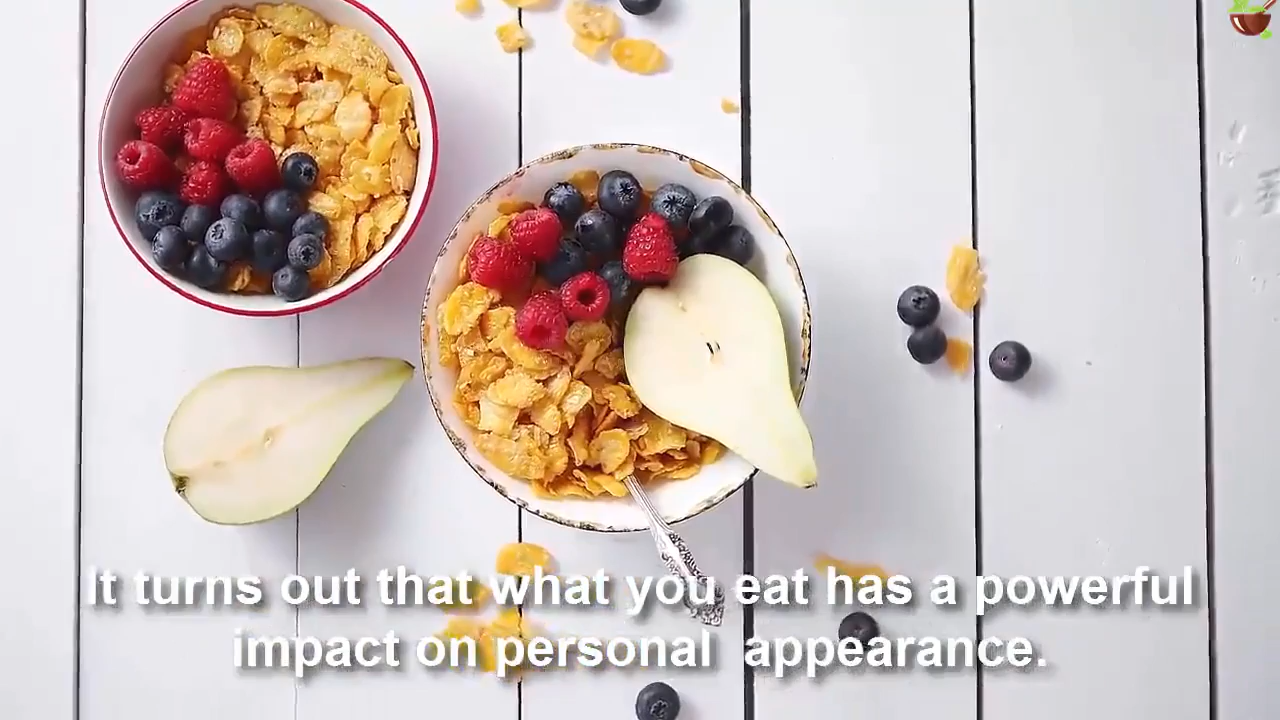 It turns out that what you eat has a powerful
impact on personal  appearance.